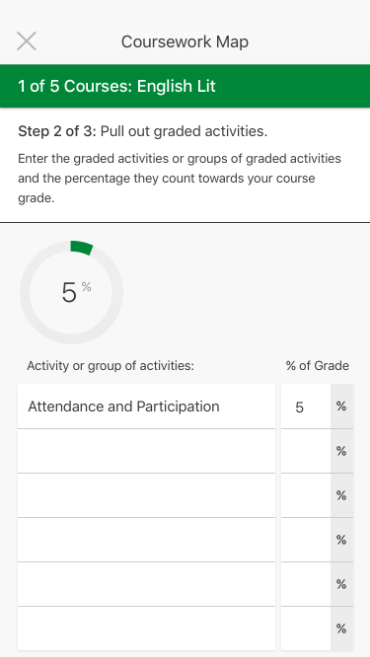 Coursework Map
1 of 5 Courses: English Lit
Step 2 of 3: Pull out graded activities.
Enter the graded activities or groups of graded activities
and the percentage they count towards your course
grade.
5 %
Activity or group of activities: % of Grade
Attendance and Participation 5 %
%
%
%
%
%